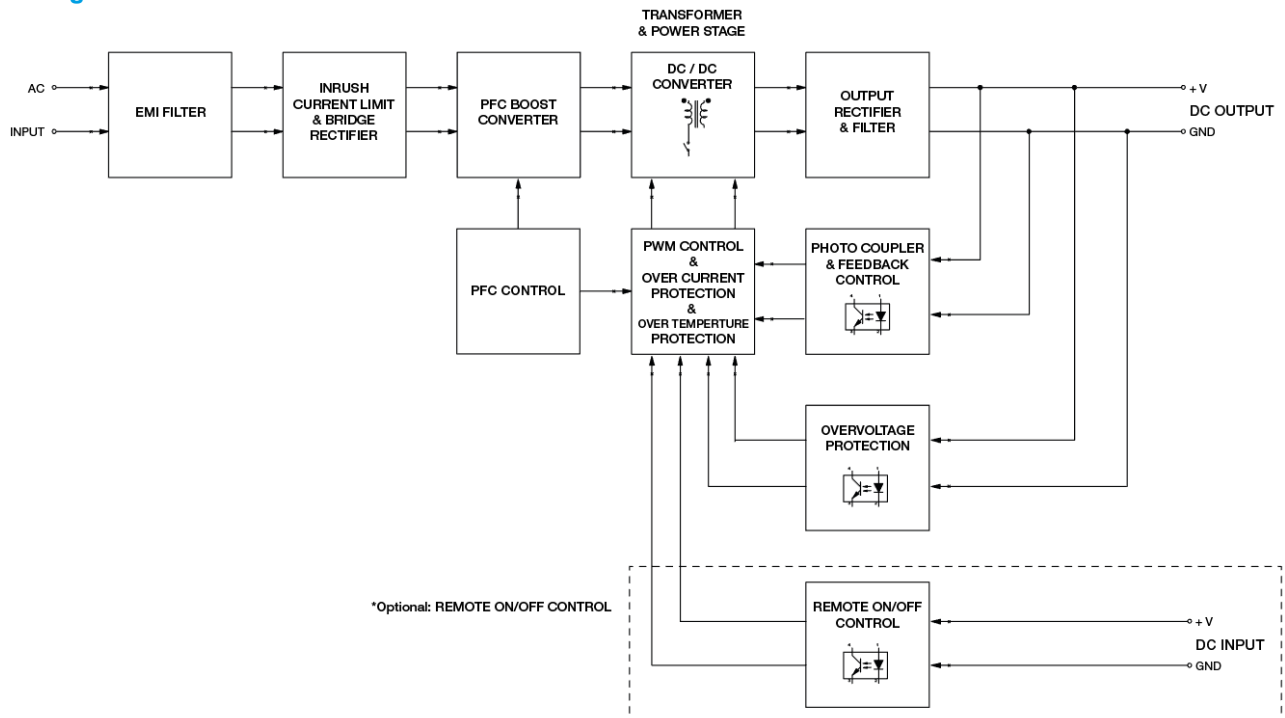 TRANSFORMER
& POWER STAGE
AC
INPUT
EMI FILTER
INRUSH
CURRENT LIMIT
& BRIDGE
RECTIFIER
PFC BOOST
CONVERTER
DC / DC
CONVERTER
OUTPUT
RECTIFIER
& FILTER
+ V
DC OUTPUT
GND
PFC CONTROL
PWM CONTROL
&
OVER CURRENT
PROTECTION
&
OVER TEMPERTURE
PROTECTION
PHOTO COUPLER
& FEEDBACK
CONTROL
OVERVOLTAGE
PROTECTION
*Optional: REMOTE ON/OFF CONTROL
REMOTE ON/OFF
CONTROL
+ V
DC INPUT
GND